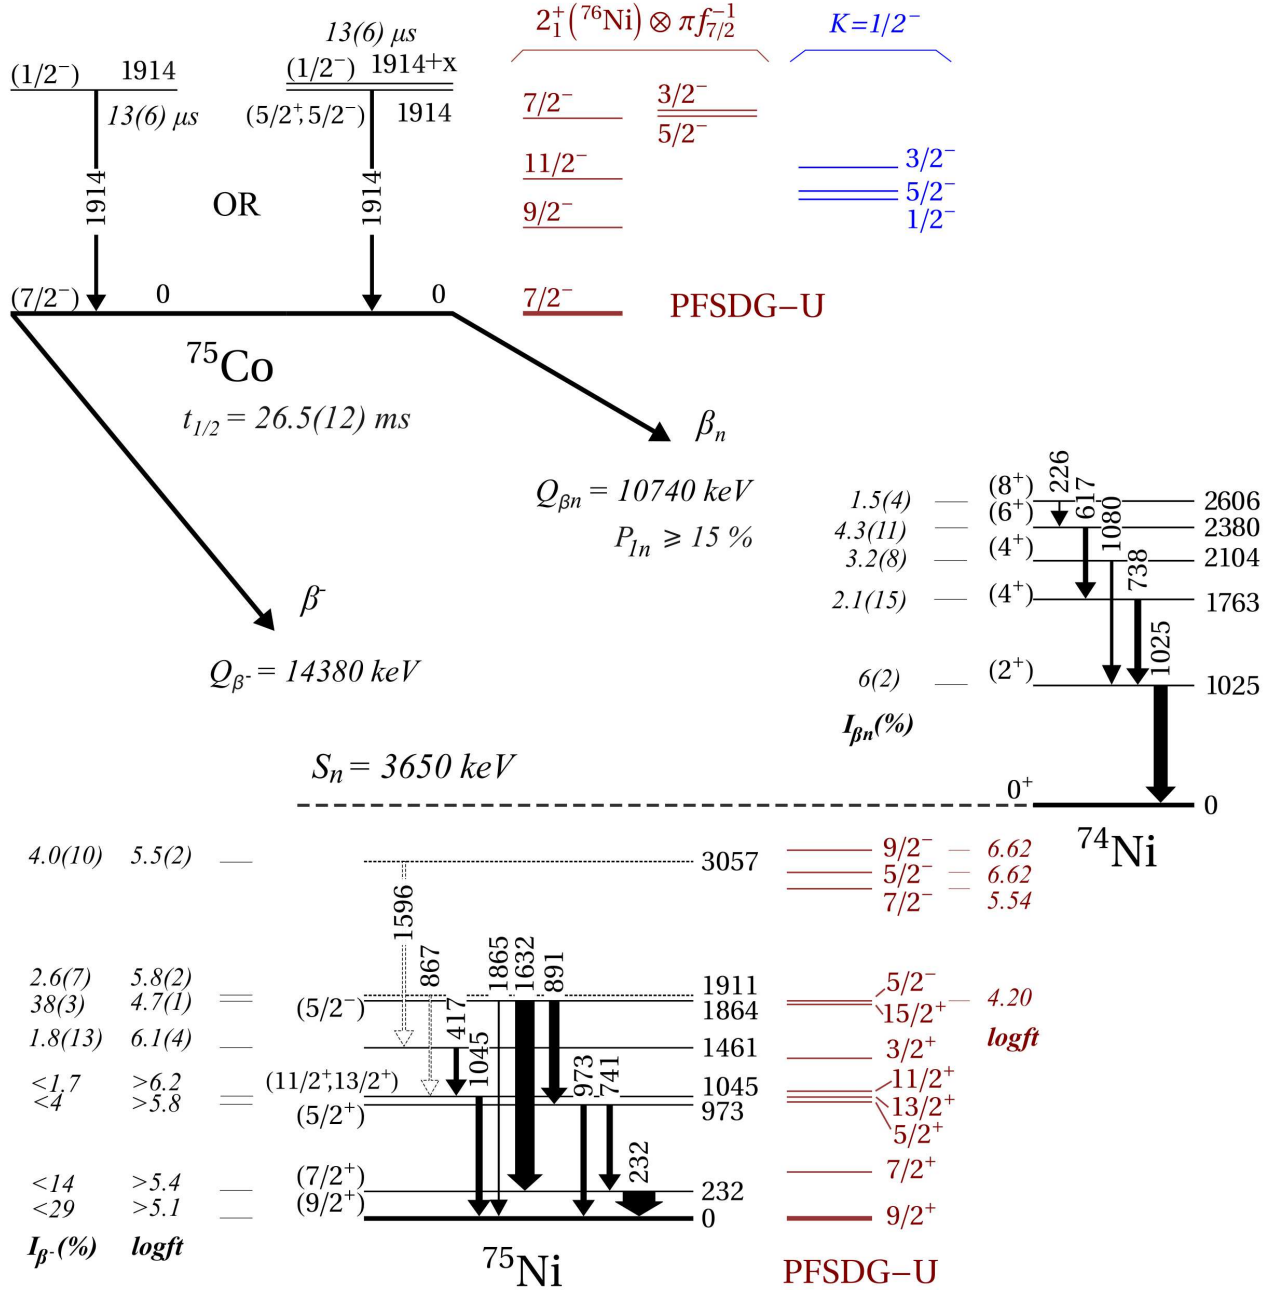 13(6) μs
2₁⁺(⁷⁶Ni) ⊗ πf₇/₂⁻¹
K=1/2⁻
(1/2⁻) 1914
(1/2⁻) 1914+x
13(6) μs
(5/2⁺,5/2⁻) 1914
7/2⁻
3/2⁻
5/2⁻
11/2⁻
3/2⁻
1914
OR
1914
9/2⁻
5/2⁻
1/2⁻
(7/2⁻) 0
0
7/2⁻
PFSDG–U
⁷⁵Co
t₁/₂ = 26.5(12) ms
βₙ
Q_βn = 10740 keV
P₁ₙ ⩾ 15 %
226
617
1080
738
1025
1.5(4) (8⁺) 2606
4.3(11) (6⁺) 2380
3.2(8) (4⁺) 2104
2.1(15) (4⁺) 1763
6(2) (2⁺) 1025
I_βn(%)
β⁻
Q_β⁻ = 14380 keV
Sₙ = 3650 keV
0⁺ 0
⁷⁴Ni
4.0(10) 5.5(2) 3057
9/2⁻ 6.62
5/2⁻ 6.62
7/2⁻ 5.54
1596
867
417
1045
1865
1632
891
973
741
232
2.6(7) 5.8(2) 1911
38(3) 4.7(1) (5/2⁻) 1864
1.8(13) 6.1(4) 1461
<1.7 >6.2 (11/2⁺,13/2⁺) 1045
<4 >5.8 (5/2⁺) 973
<14 >5.4 (7/2⁺) 232
<29 >5.1 (9/2⁺) 0
I_β⁻(%) logft
5/2⁻
15/2⁺ 4.20
logft
3/2⁺
11/2⁺
13/2⁺
5/2⁺
7/2⁺
9/2⁺
⁷⁵Ni
PFSDG–U